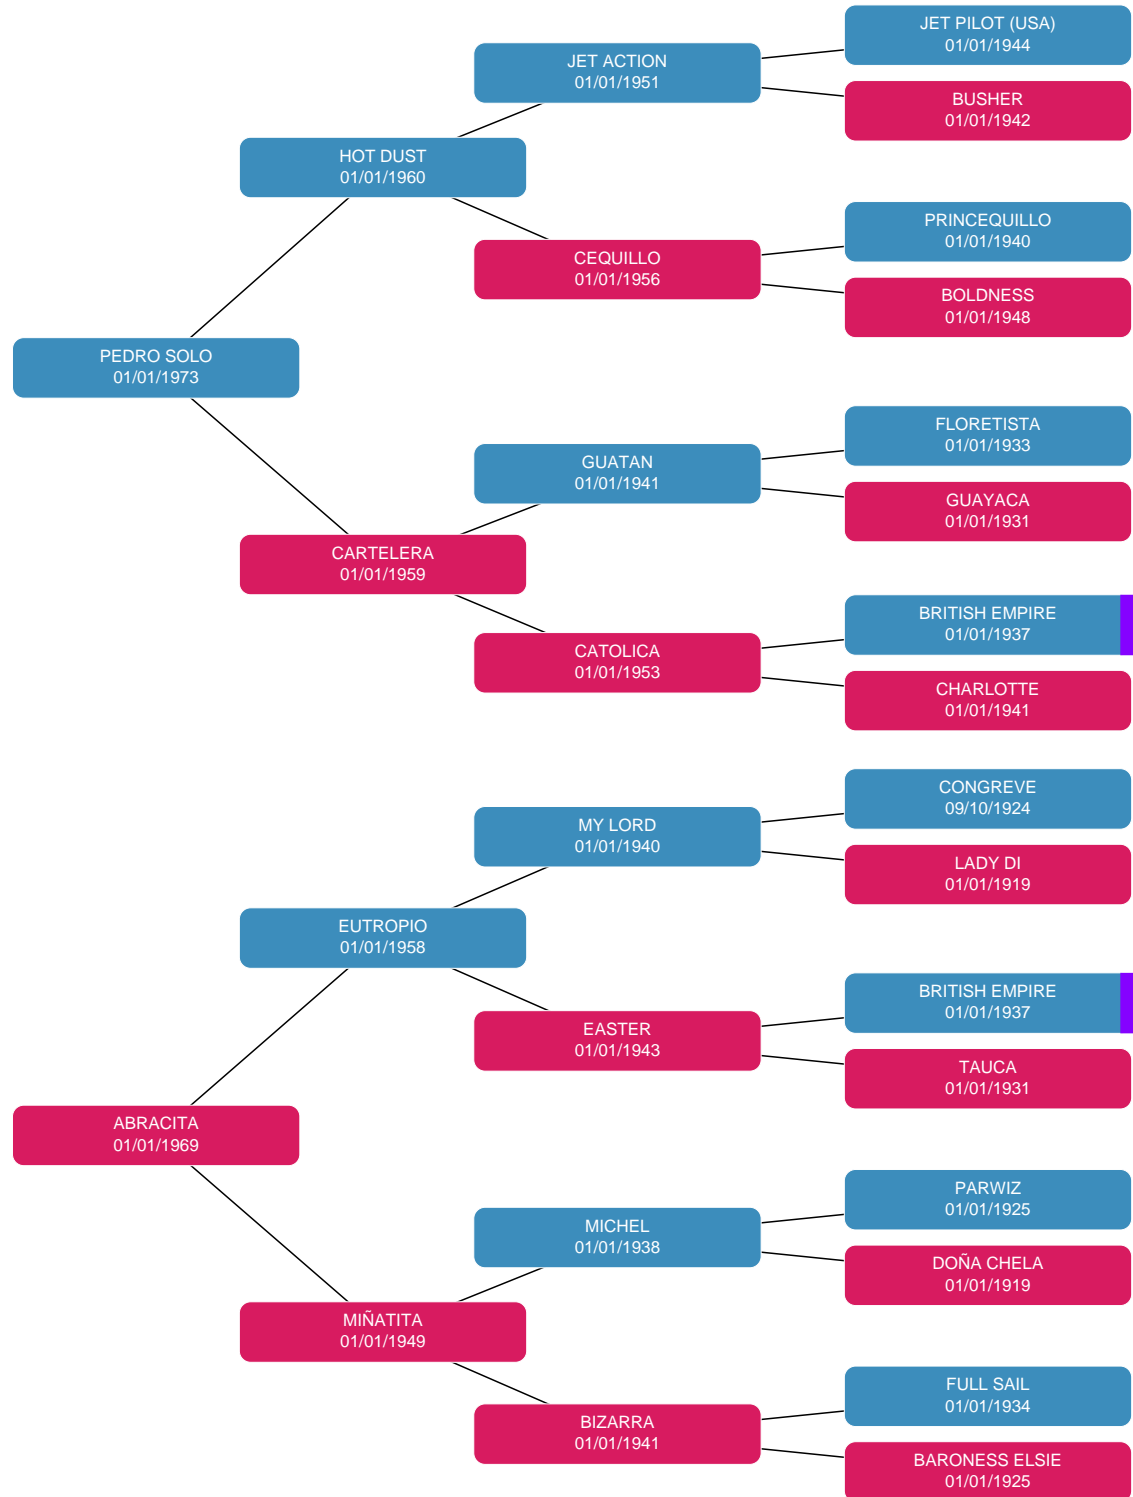 JET PILOT (USA)
01/01/1944
JET ACTION
01/01/1951
BUSHER
01/01/1942
HOT DUST
01/01/1960
PRINCEQUILLO
01/01/1940
CEQUILLO
01/01/1956
BOLDNESS
01/01/1948
PEDRO SOLO
01/01/1973
FLORETISTA
01/01/1933
GUATAN
01/01/1941
GUAYACA
01/01/1931
CARTELERA
01/01/1959
BRITISH EMPIRE
01/01/1937
CATOLICA
01/01/1953
CHARLOTTE
01/01/1941
CONGREVE
09/10/1924
MY LORD
01/01/1940
LADY DI
01/01/1919
EUTROPIO
01/01/1958
BRITISH EMPIRE
01/01/1937
EASTER
01/01/1943
TAUCA
01/01/1931
ABRACITA
01/01/1969
PARWIZ
01/01/1925
MICHEL
01/01/1938
DOÑA CHELA
01/01/1919
MIÑATITA
01/01/1949
FULL SAIL
01/01/1934
BIZARRA
01/01/1941
BARONESS ELSIE
01/01/1925